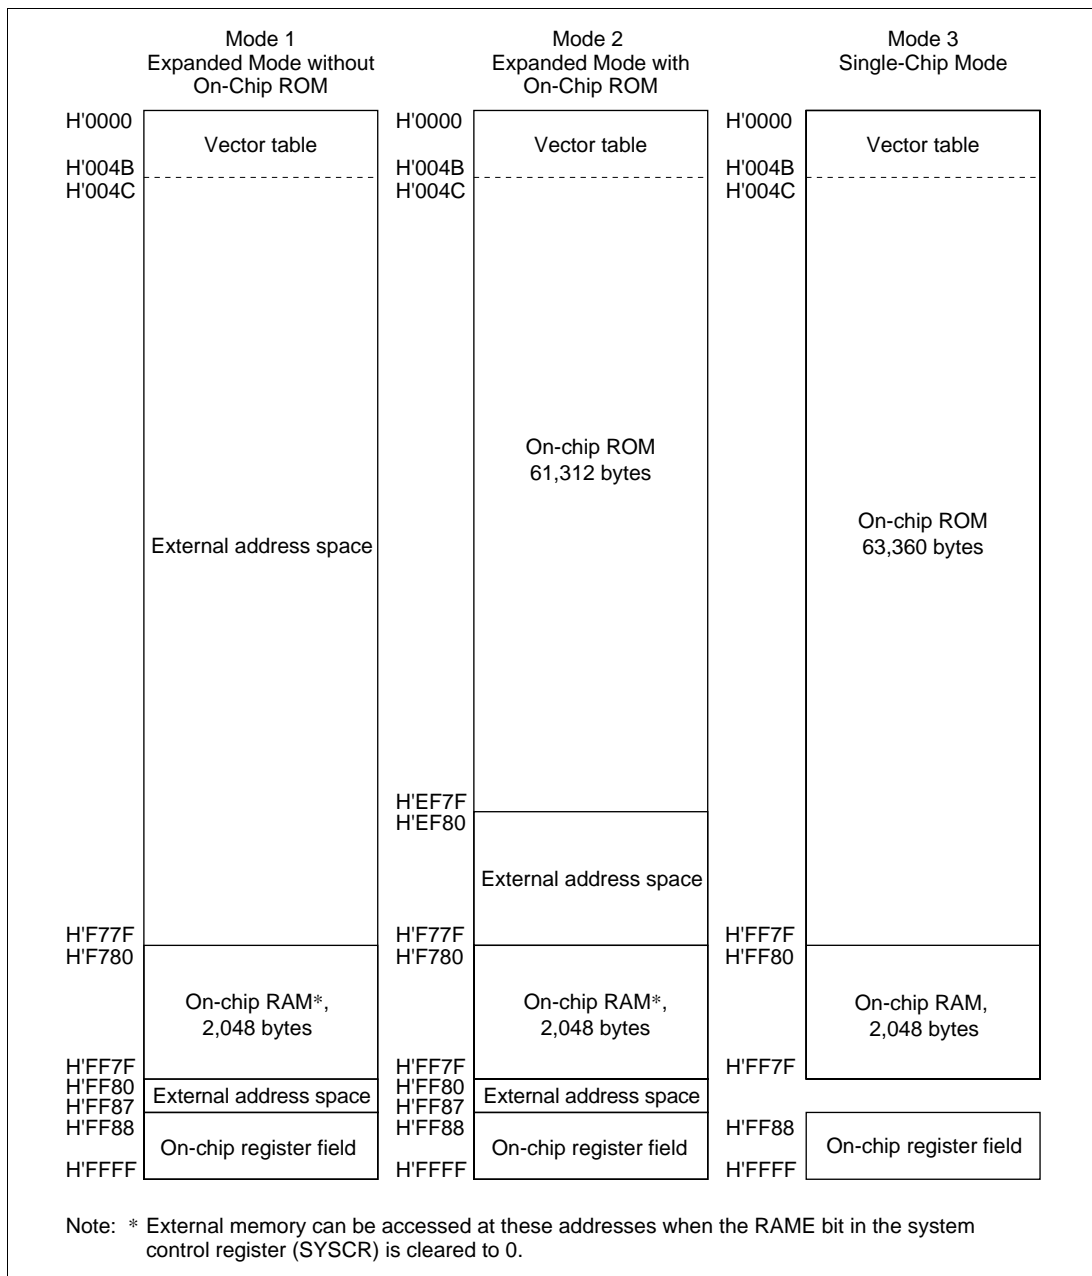 Mode 1
Expanded Mode without
On-Chip ROM
H'0000
Vector table
H'004B
H'004C
External address space
H'F77F
H'F780
On-chip RAM*,
2,048 bytes
H'FF7F
H'FF80
External address space
H'FF87
H'FF88
On-chip register field
H'FFFF
Mode 2
Expanded Mode with
On-Chip ROM
H'0000
Vector table
H'004B
H'004C
On-chip ROM
61,312 bytes
H'EF7F
H'EF80
External address space
H'F77F
H'F780
On-chip RAM*,
2,048 bytes
H'FF7F
H'FF80
External address space
H'FF87
H'FF88
On-chip register field
H'FFFF
Mode 3
Single-Chip Mode
H'0000
Vector table
H'004B
H'004C
On-chip ROM
63,360 bytes
H'FF7F
H'FF80
On-chip RAM,
2,048 bytes
H'FF7F
H'FF88
On-chip register field
H'FFFF
Note: * External memory can be accessed at these addresses when the RAME bit in the system
control register (SYSCR) is cleared to 0.